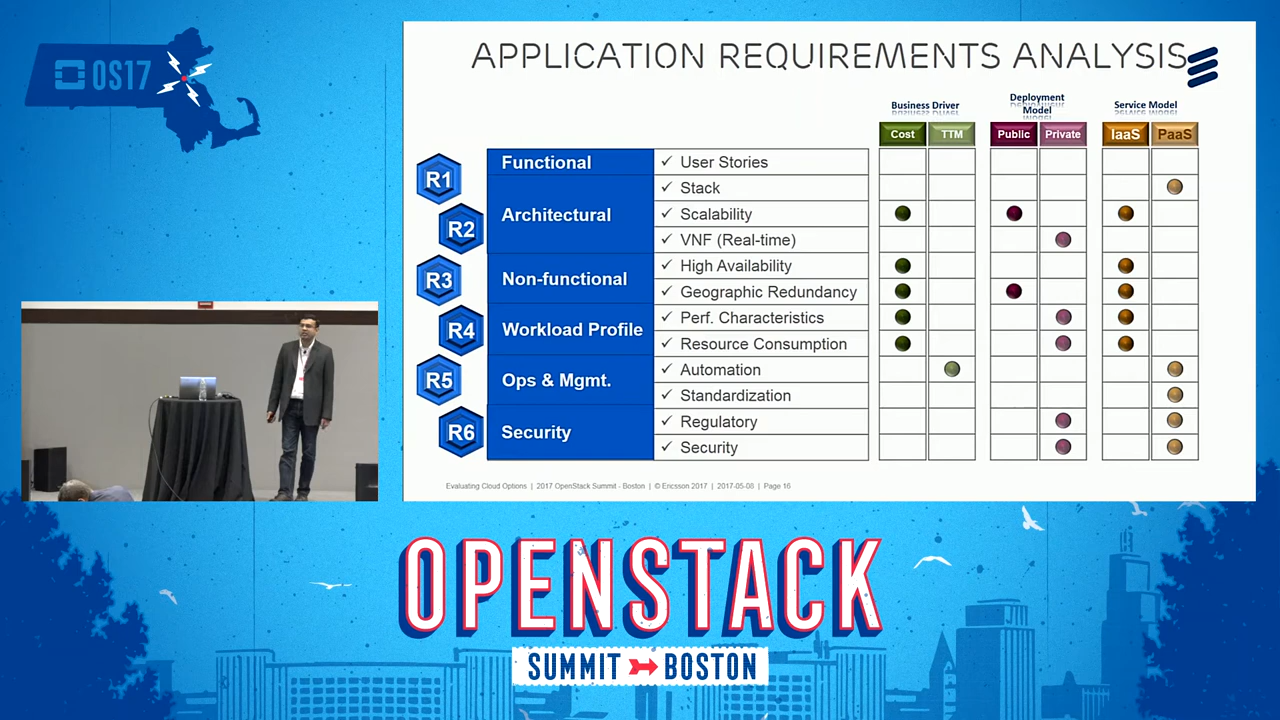 OS17
APPLICATION REQUIREMENTS ANALYSIS
Business Driver
Deployment
Model
Service Model
Cost
TTM
Public
Private
IaaS
PaaS
R1
Functional
✓ User Stories
✓ Stack
R2
Architectural
✓ Scalability
✓ VNF (Real-time)
R3
Non-functional
✓ High Availability
✓ Geographic Redundancy
R4
Workload Profile
✓ Perf. Characteristics
✓ Resource Consumption
R5
Ops & Mgmt.
✓ Automation
✓ Standardization
R6
Security
✓ Regulatory
✓ Security
Evaluating Cloud Options | 2017 OpenStack Summit - Boston | © Ericsson 2017 | 2017-05-08 | Page 16
OPENSTACK
SUMMIT BOSTON